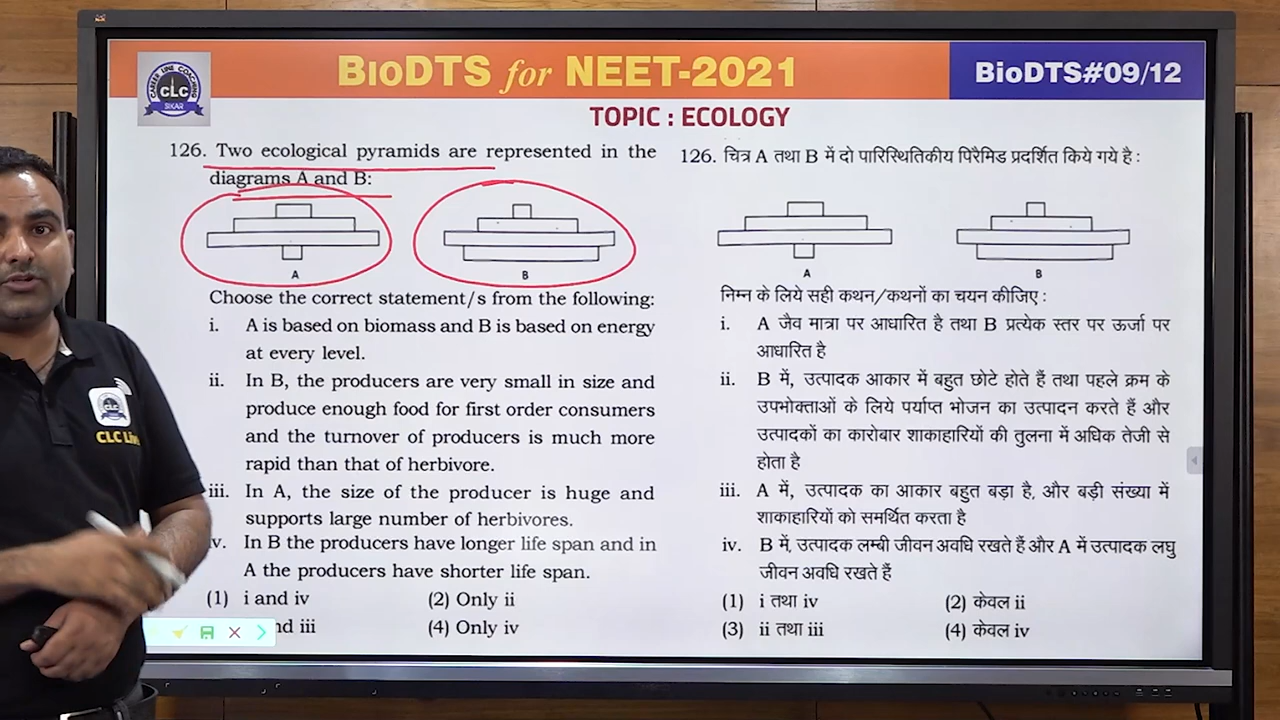 BIODTS for NEET-2021
BIODTS#09/12
CAREER LINE COACHING
CLC
SIKAR
TOPIC : ECOLOGY
126. Two ecological pyramids are represented in the
diagrams A and B:
A
B
Choose the correct statement/s from the following:
i. A is based on biomass and B is based on energy
at every level.
ii. In B, the producers are very small in size and
produce enough food for first order consumers
and the turnover of producers is much more
rapid than that of herbivore.
iii. In A, the size of the producer is huge and
supports large number of herbivores.
iv. In B the producers have longer life span and in
A the producers have shorter life span.
(1) i and iv
(2) Only ii
nd iii
(4) Only iv
126. चित्र A तथा B में दो पारिस्थितिकीय पिरैमिड प्रदर्शित किये गये है :
A
B
निम्न के लिये सही कथन/कथनों का चयन कीजिए :
i. A जैव मात्रा पर आधारित है तथा B प्रत्येक स्तर पर ऊर्जा पर
आधारित है
ii. B में, उत्पादक आकार में बहुत छोटे होते हैं तथा पहले क्रम के
उपभोक्ताओं के लिये पर्याप्त भोजन का उत्पादन करते हैं और
उत्पादकों का कारोबार शाकाहारियों की तुलना में अधिक तेजी से
होता है
iii. A में, उत्पादक का आकार बहुत बड़ा है, और बड़ी संख्या में
शाकाहारियों को समर्थित करता है
iv. B में, उत्पादक लम्बी जीवन अवधि रखते हैं और A में उत्पादक लघु
जीवन अवधि रखते हैं
(1) i तथा iv
(2) केवल ii
(3) ii तथा iii
(4) केवल iv
CLC
CLC Liv